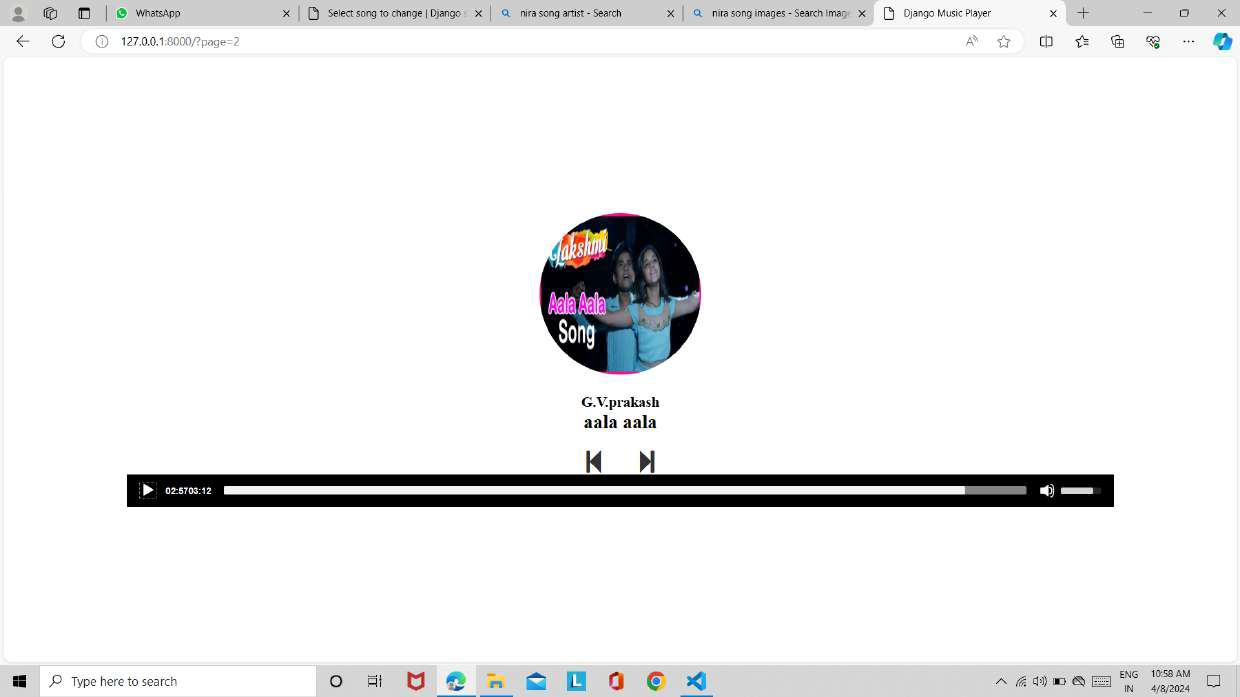 WhatsApp
Select song to change | Django s
nira song artist - Search
nira song images - Search Image
Django Music Player
127.0.0.1:8000/?page=2
Lakshmi
Aala Aala
Song
G.V.prakash
aala aala
02:5703:12
Type here to search
ENG
IN
10:58 AM
4/8/2024